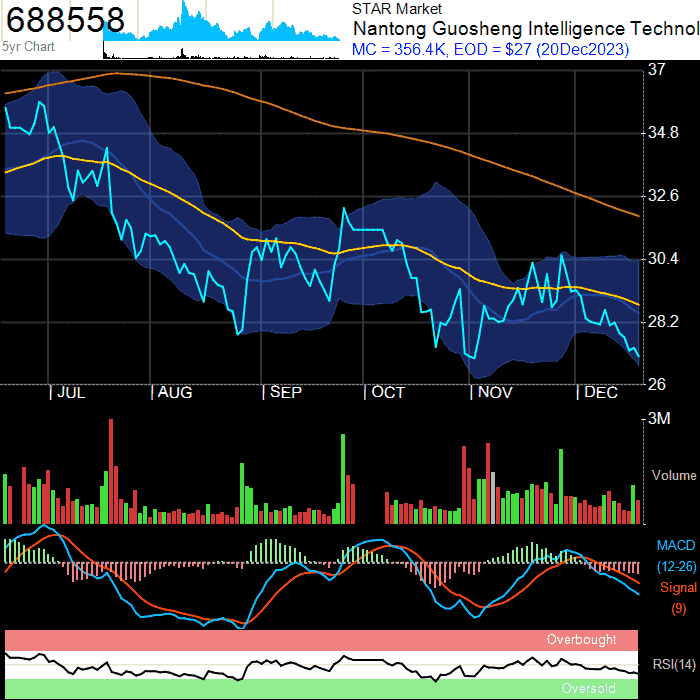 688558
5yr Chart
STAR Market
Nantong Guosheng Intelligence Technol
MC = 356.4K, EOD = $27 (20Dec2023)
37
34.8
32.6
30.4
28.2
26
| JUL | AUG | SEP | OCT | NOV | DEC
3M
Volume
MACD
(12-26)
Signal
(9)
Overbought
RSI(14)
Oversold